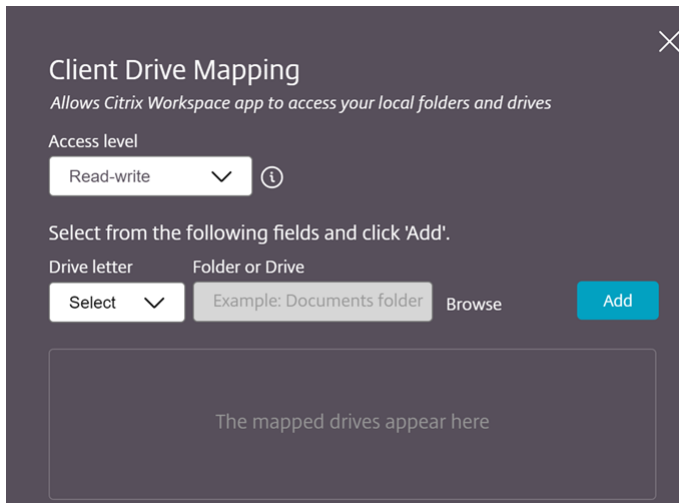 Client Drive Mapping
Allows Citrix Workspace app to access your local folders and drives
Access level
Read-write
Select from the following fields and click 'Add'.
Drive letter Folder or Drive
Select Example: Documents folder Browse Add
The mapped drives appear here